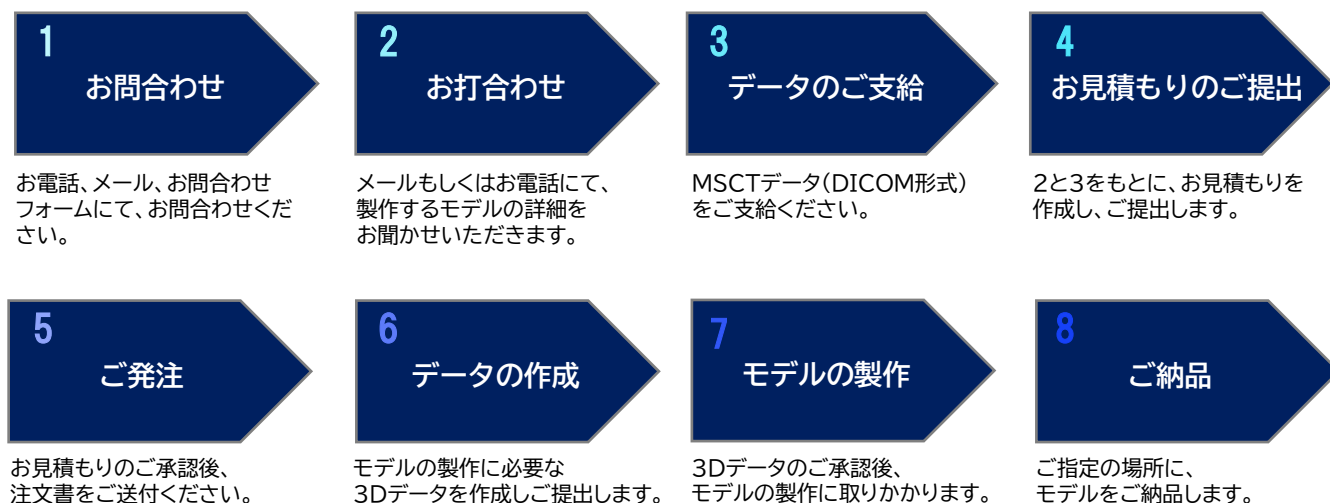 1
お問合わせ
お電話、メール、お問合わせ
フォームにて、お問合わせくだ
さい。
2
お打合わせ
メールもしくはお電話にて、
製作するモデルの詳細を
お聞かせいただきます。
3
データのご支給
MSCTデータ(DICOM形式)
をご支給ください。
4
お見積もりのご提出
2と3をもとに、お見積もりを
作成し、ご提出します。
5
ご発注
お見積もりのご承認後、
注文書をご送付ください。
6
データの作成
モデルの製作に必要な
3Dデータを作成しご提出します。
7
モデルの製作
3Dデータのご承認後、
モデルの製作に取りかかります。
8
ご納品
ご指定の場所に、
モデルをご納品します。